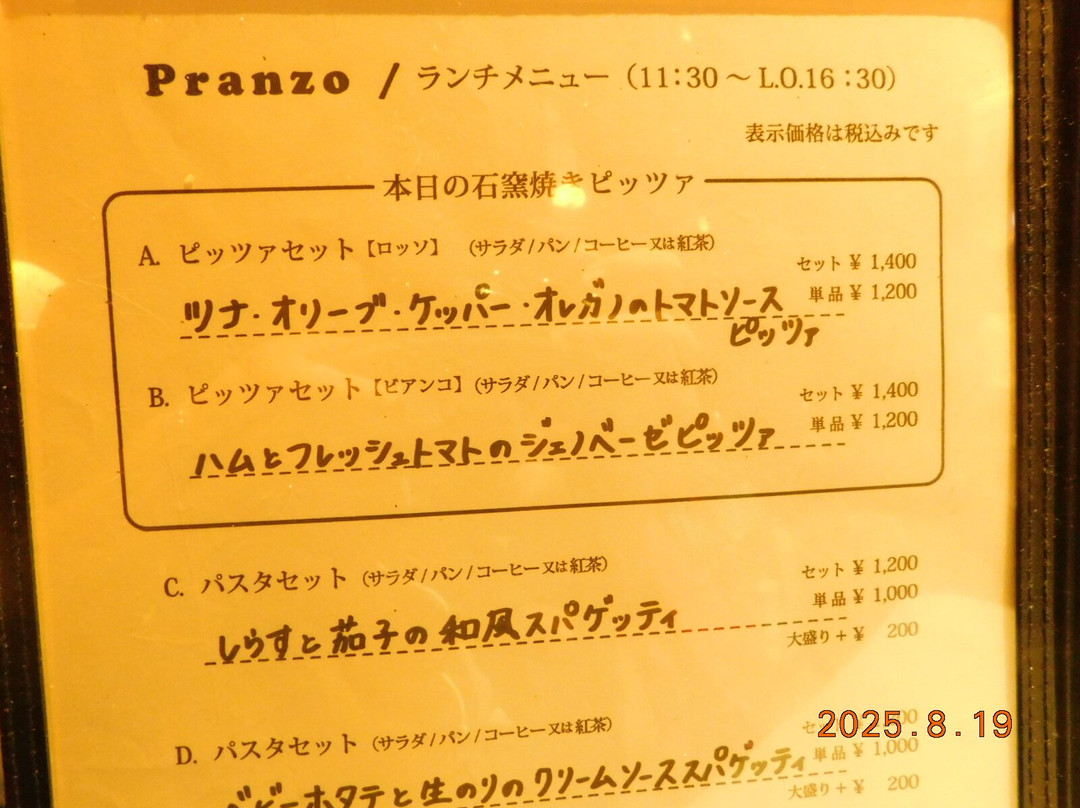 Pranzo / ランチメニュー（11:30 ～ L.O.16 : 30）
表示価格は税込みです
本日の石窯焼きピッツァ
A. ピッツァセット【ロッソ】 （サラダ / パン / コーヒー又は紅茶）
セット ¥ 1,400
単品 ¥ 1,200
ツナ・オリーブ・ケッパー・オレガノのトマトソース
ピッツァ
B. ピッツァセット【ビアンコ】（サラダ / パン / コーヒー又は紅茶）
セット ¥ 1,400
単品 ¥ 1,200
ハムとフレッシュトマトのジェノベーゼピッツァ
C. パスタセット （サラダ / パン / コーヒー又は紅茶）
セット ¥ 1,200
単品 ¥ 1,000
しらすと茄子の和風スパゲッティ
大盛り + ¥ 200
D. パスタセット （サラダ / パン / コーヒー又は紅茶）
単品 ¥ 1,000
ベビーホタテと生のりのクリームソーススパゲッティ
大盛り + ¥ 200
2025.8.19